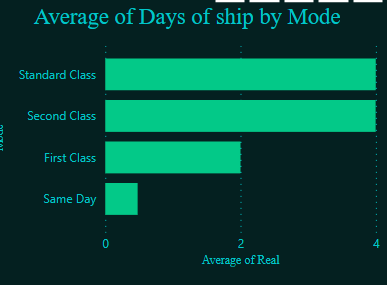 Average of Days of ship by Mode
Standard Class
Second Class
First Class
Same Day
Mode
0 2 4
Average of Real